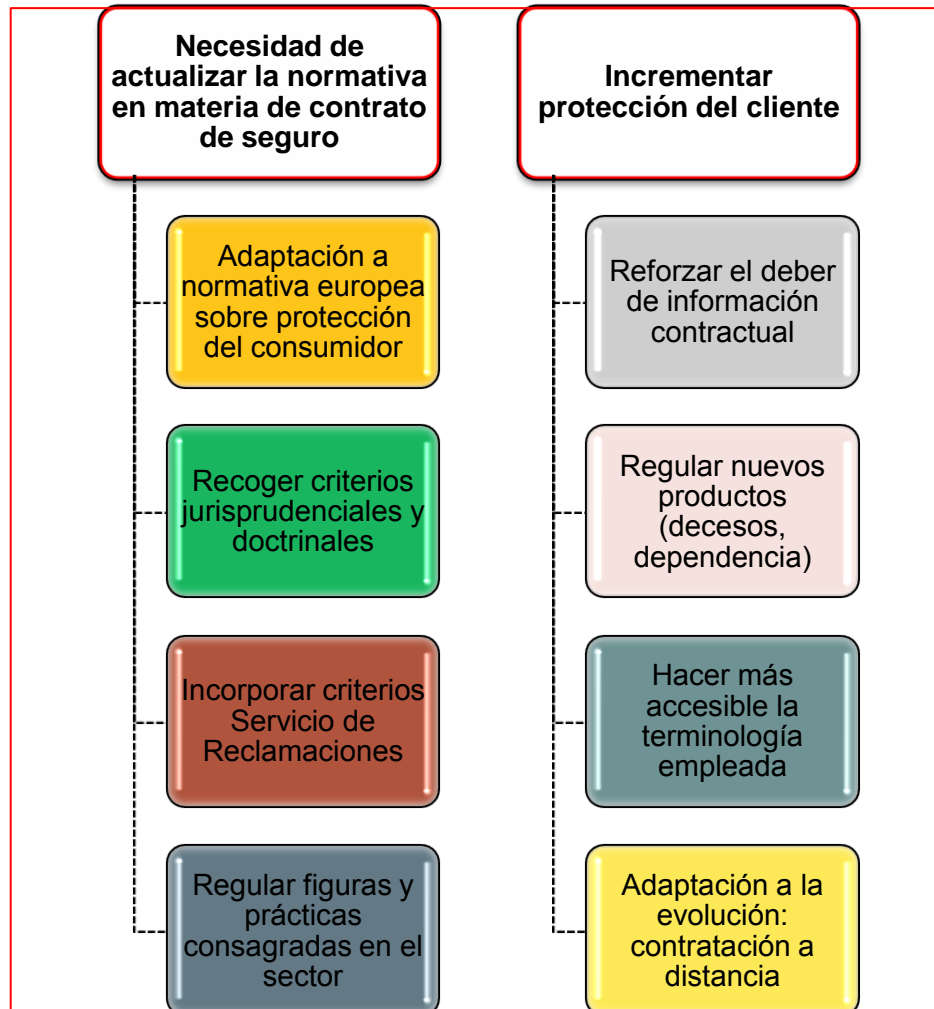 Necesidad de
actualizar la normativa
en materia de contrato
de seguro
Adaptación a
normativa europea
sobre protección
del consumidor
Recoger criterios
jurisprudenciales y
doctrinales
Incorporar criterios
Servicio de
Reclamaciones
Regular figuras y
prácticas
consagradas en el
sector
Incrementar
protección del cliente
Reforzar el deber
de información
contractual
Regular nuevos
productos
(decesos,
dependencia)
Hacer más
accesible la
terminología
empleada
Adaptación a la
evolución:
contratación a
distancia